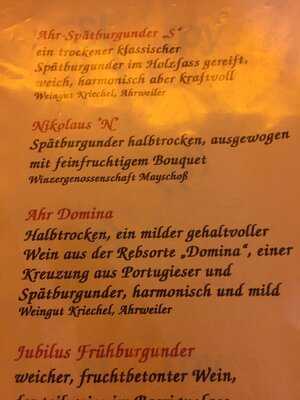 Ahr-Spätburgunder „S“
ein trockener klassischer
Spätburgunder im Holzfass gereift,
weich, harmonisch aber kraftvoll
Weingut Kriechel, Ahrweiler
Nikolaus "N"
Spätburgunder halbtrocken, ausgewogen
mit feinfruchtigem Bouquet
Winzergenossenschaft Mayschoß
Ahr Domina
Halbtrocken, ein milder gehaltvoller
Wein aus der Rebsorte „Domina“, einer
Kreuzung aus Portugieser und
Spätburgunder, harmonisch und mild
Weingut Kriechel, Ahrweiler
Jubilus Frühburgunder
weicher, fruchtbetonter Wein,